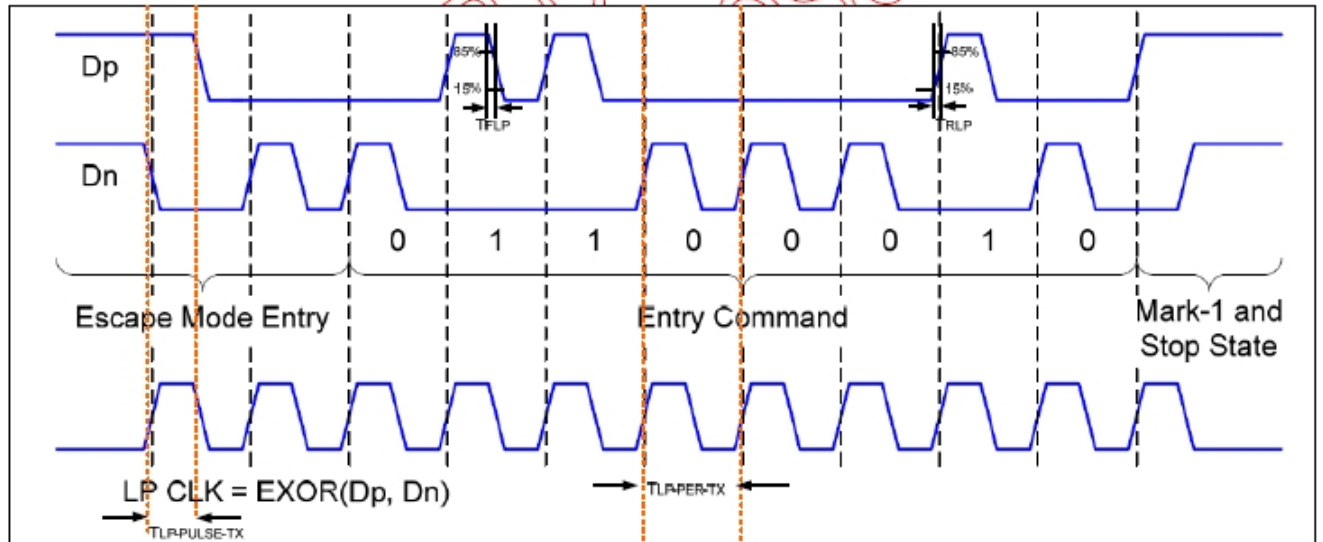 Dp
85%
15%
TFLP
85%
15%
TRLP
Dn
0 1 1 0 0 0 1 0
Escape Mode Entry
Entry Command
Mark-1 and
Stop State
LP CLK = EXOR(Dp, Dn)
TLP-PER-TX
TLP-PULSE-TX